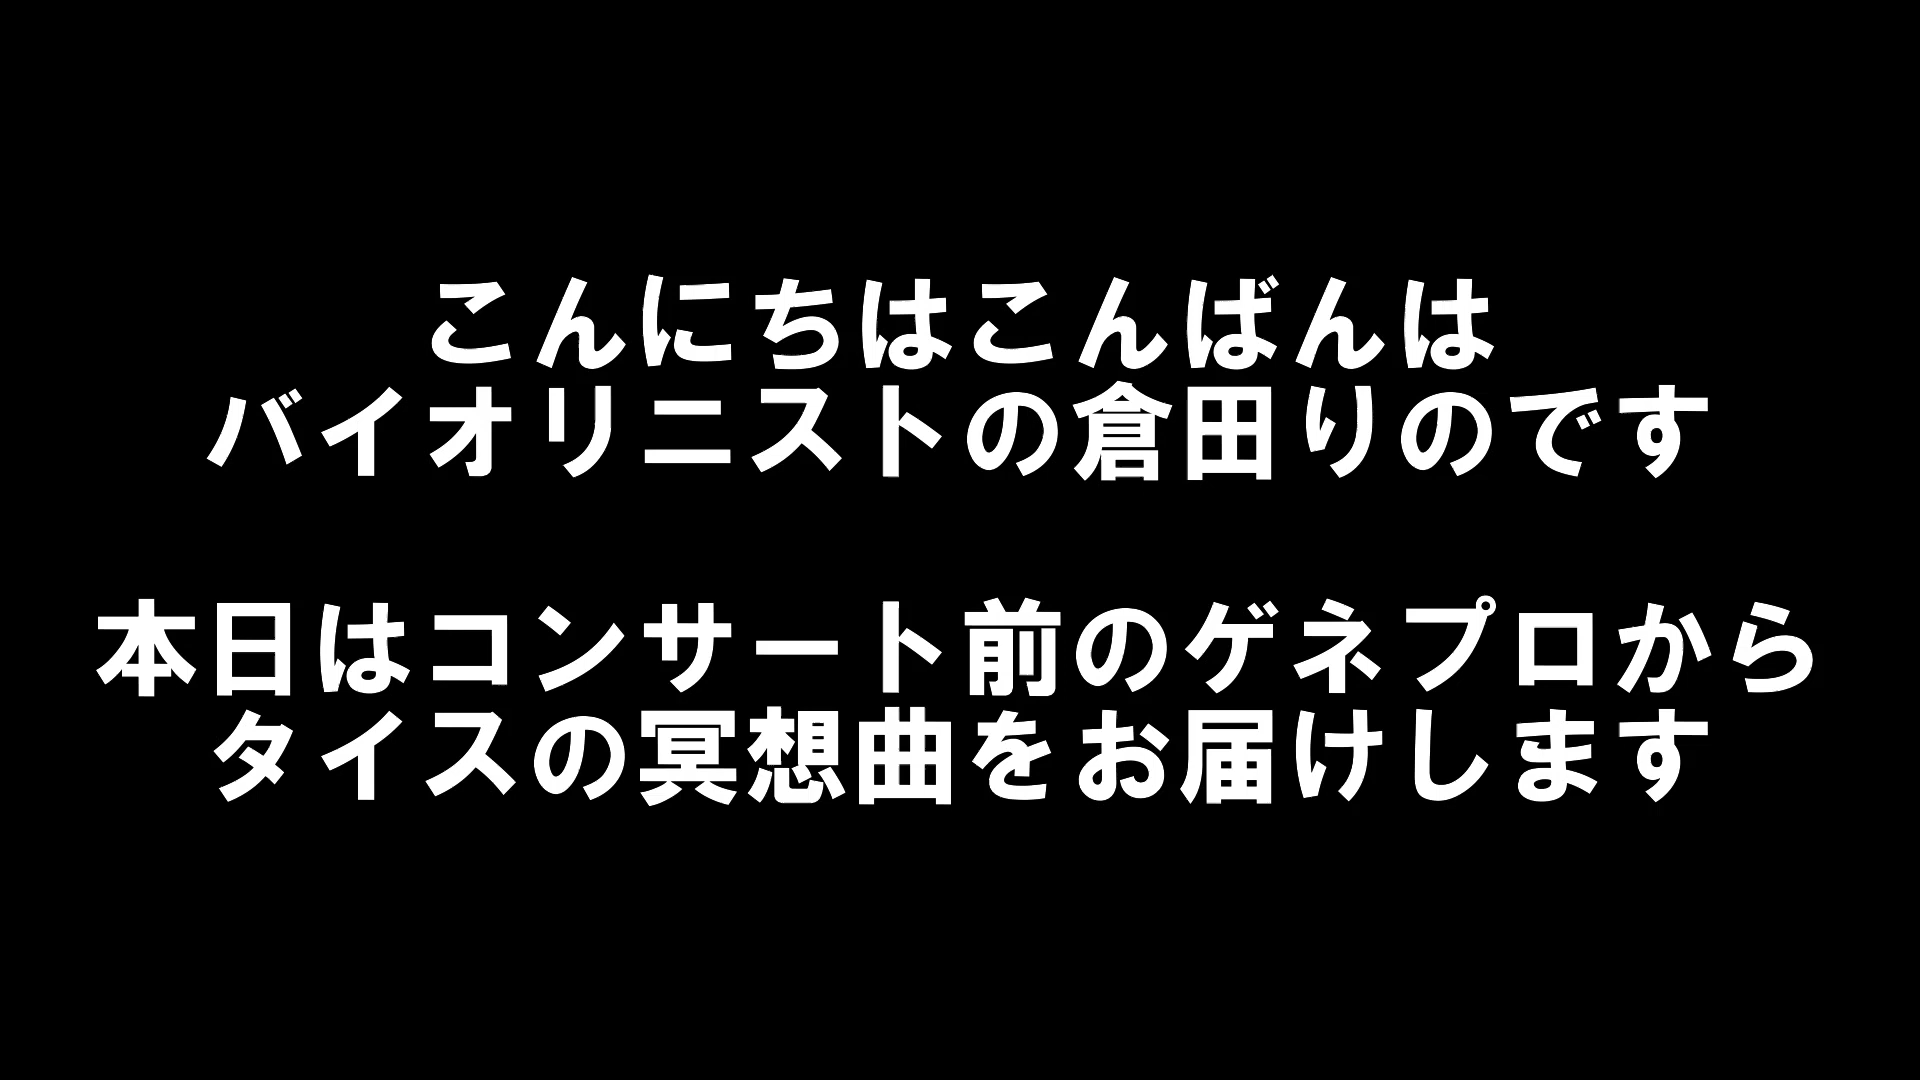 こんにちはこんばんは
バイオリニストの倉田りのです
本日はコンサート前のゲネプロから
タイスの冥想曲をお届けします